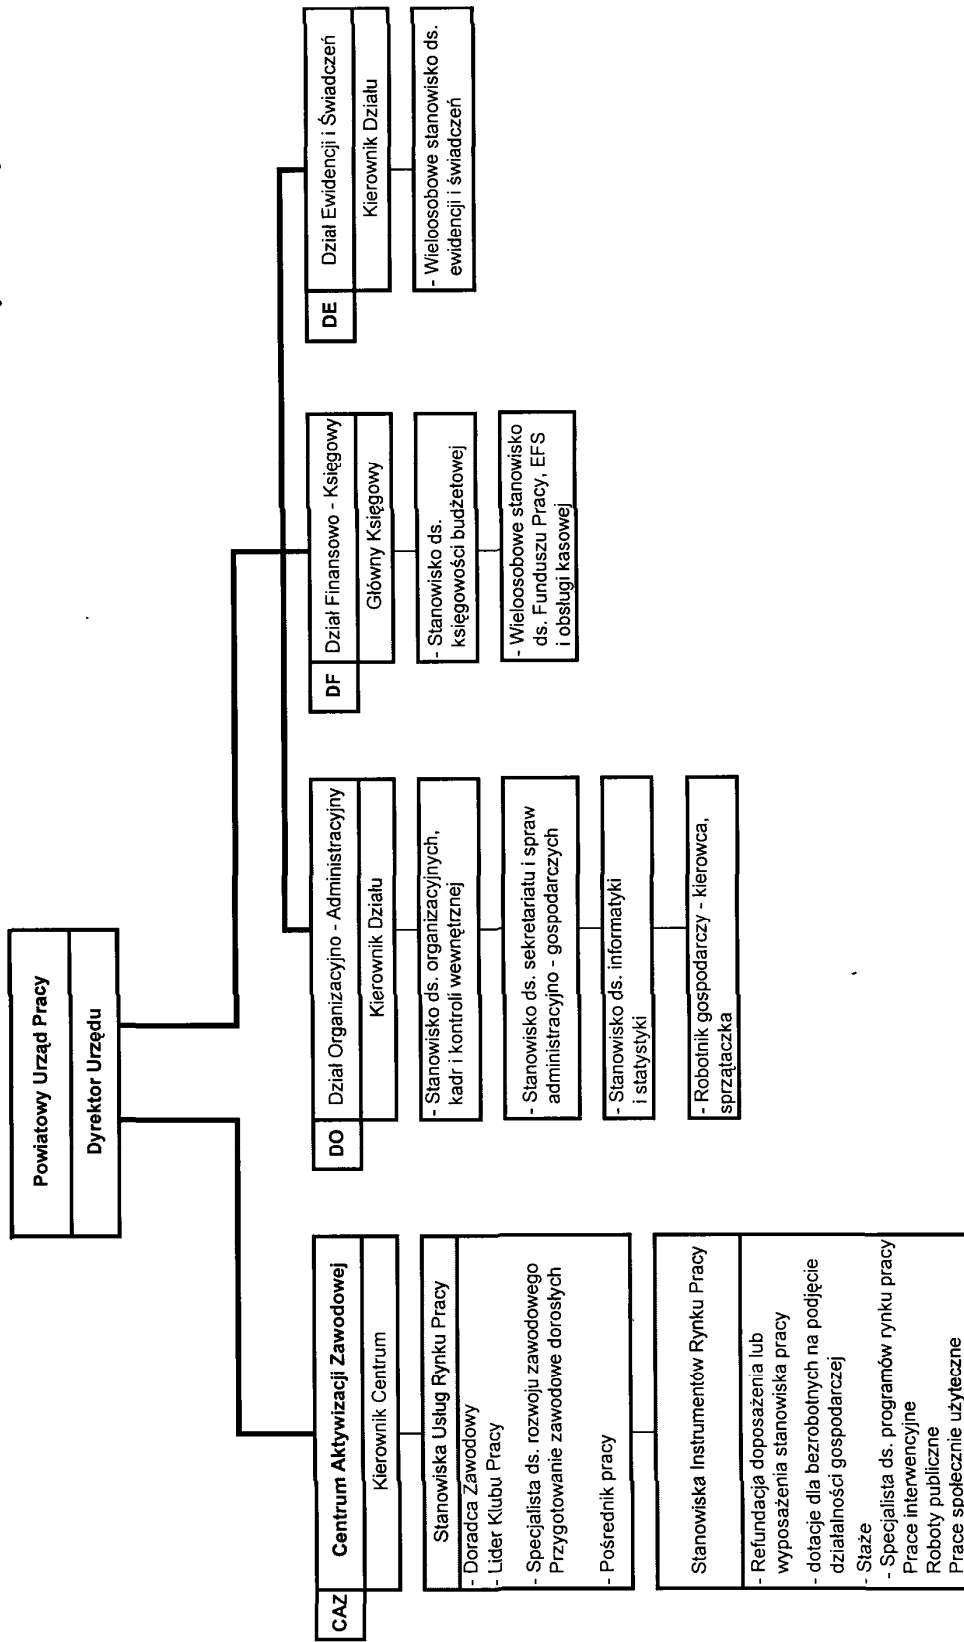 Powiatowy Urząd Pracy
Dyrektor Urzędu
CAZ
Centrum Aktywizacji Zawodowej
Kierownik Centrum
Stanowiska Usług Rynku Pracy
- Doradca Zawodowy
- Lider Klubu Pracy
- Specjalista ds. rozwoju zawodowego
Przygotowanie zawodowe dorosłych
- Pośrednik pracy
Stanowiska Instrumentów Rynku Pracy
- Refundacja doposażenia lub
wyposażenia stanowiska pracy
- dotacje dla bezrobotnych na podjęcie
działalności gospodarczej
- Staże
- Specjalista ds. programów rynku pracy
Prace interwencyjne
Roboty publiczne
Prace społecznie użyteczne
DO
Dział Organizacyjno - Administracyjny
Kierownik Działu
- Stanowisko ds. organizacyjnych,
kadr i kontroli wewnętrznej
- Stanowisko ds. sekretariatu i spraw
administracyjno - gospodarczych
- Stanowisko ds. informatyki
i statystyki
- Robotnik gospodarczy - kierowca,
sprzątaczka
DF
Dział Finansowo - Księgowy
Główny Księgowy
- Stanowisko ds.
księgowości budżetowej
- Wieloosobowe stanowisko
ds. Funduszu Pracy, EFS
i obsługi kasowej
DE
Dział Ewidencji i Świadczeń
Kierownik Działu
- Wieloosobowe stanowisko ds.
ewidencji i świadczeń